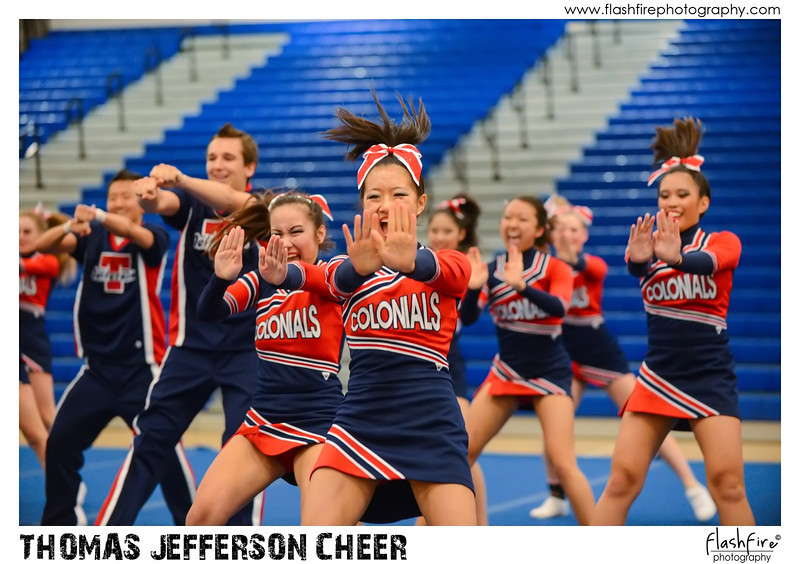 www.flashfirephotography.com
T
COLONIALS
COLONIALS
COLONIALS
COLONIALS
THOMAS JEFFERSON CHEER
flashfire©
photography